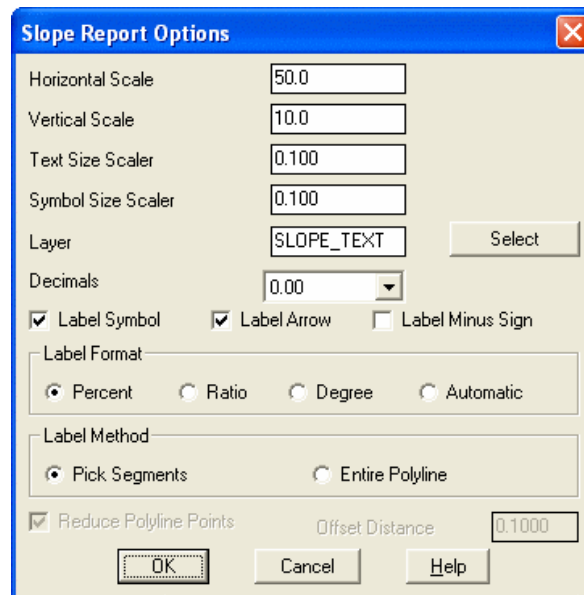 Slope Report Options
Horizontal Scale 50.0
Vertical Scale 10.0
Text Size Scaler 0.100
Symbol Size Scaler 0.100
Layer SLOPE_TEXT Select
Decimals 0.00
Label Symbol Label Arrow Label Minus Sign
Label Format
Percent Ratio Degree Automatic
Label Method
Pick Segments Entire Polyline
Reduce Polyline Points Offset Distance 0.1000
OK Cancel Help